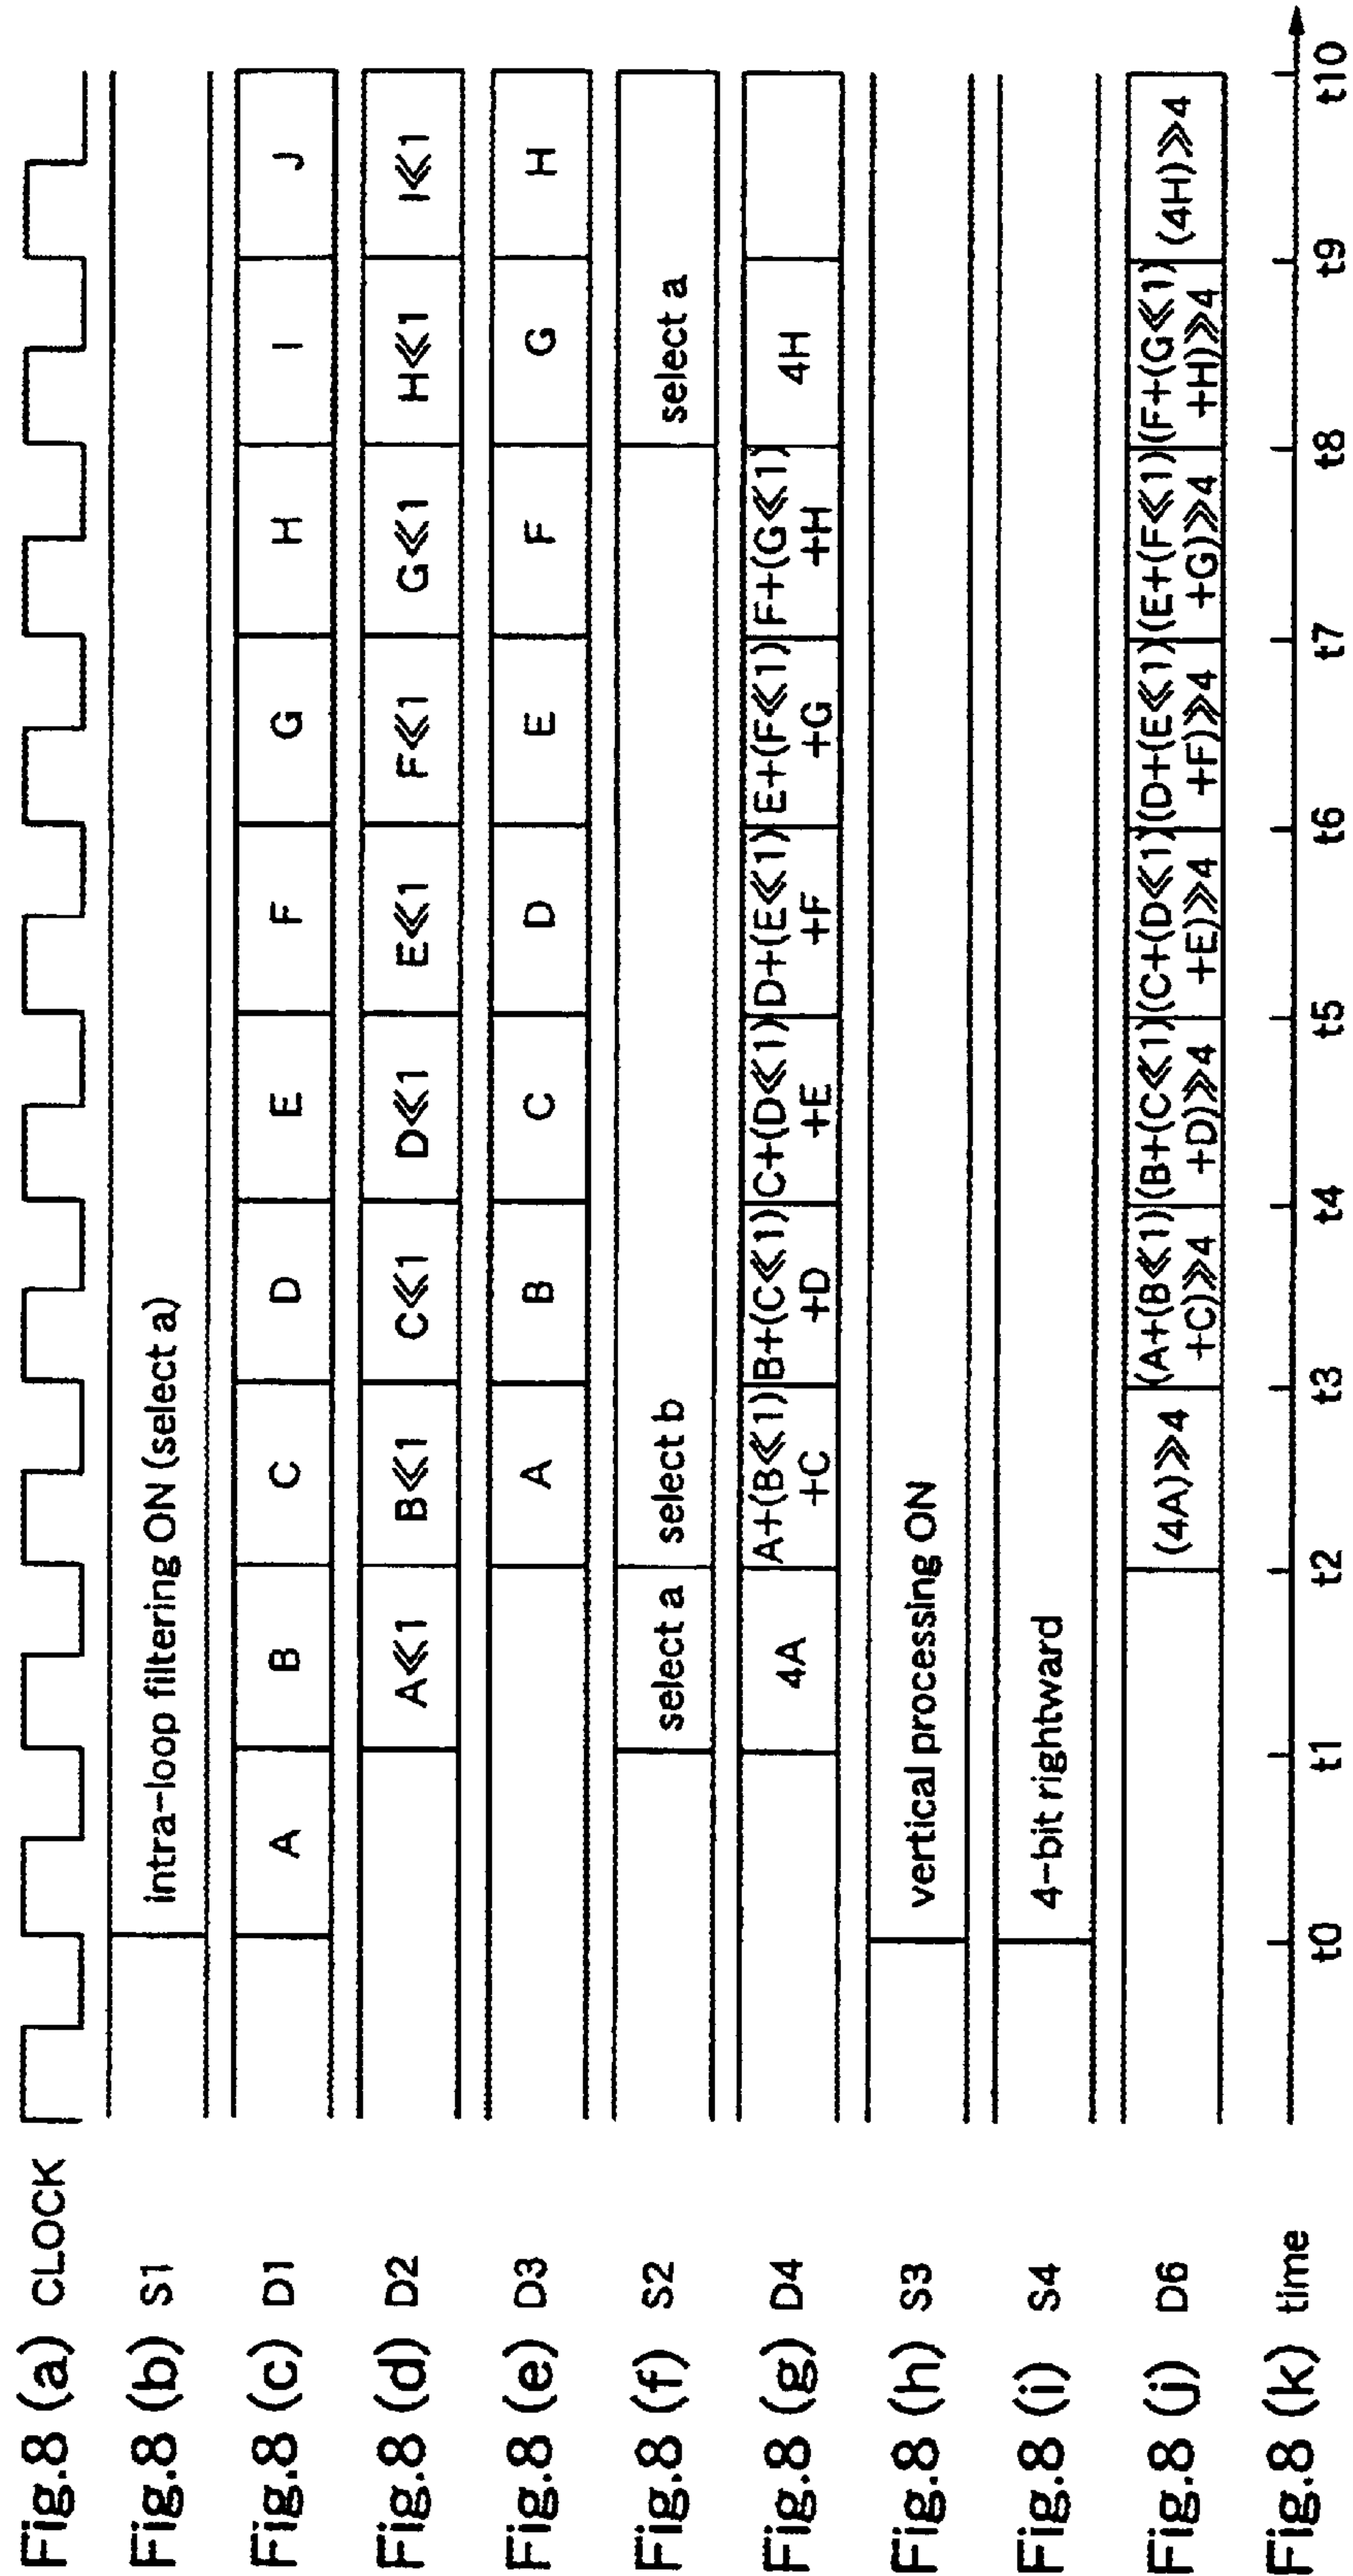 Fig.8 (a) CLOCK
Fig.8 (b) S1 intra-loop filtering ON (select a)
Fig.8 (c) D1 A B C D E F G H I J
Fig.8 (d) D2 A≪1 B≪1 C≪1 D≪1 E≪1 F≪1 G≪1 H≪1 I≪1
Fig.8 (e) D3 A B C D E F G H
Fig.8 (f) S2 select a select b select a
Fig.8 (g) D4 4A A+(B≪1) B+(C≪1) C+(D≪1) D+(E≪1) E+(F≪1) F+(G≪1) 4H
+C +D +E +F +G +H
Fig.8 (h) S3 vertical processing ON
Fig.8 (i) S4 4-bit rightward
Fig.8 (j) D6 (4A)≫4 (A+(B≪1) (B+(C≪1) (C+(D≪1) (D+(E≪1) (E+(F≪1) (F+(G≪1) (4H)≫4
+C)≫4 +D)≫4 +E)≫4 +F)≫4 +G)≫4 +H)≫4
Fig.8 (k) time t0 t1 t2 t3 t4 t5 t6 t7 t8 t9 t10